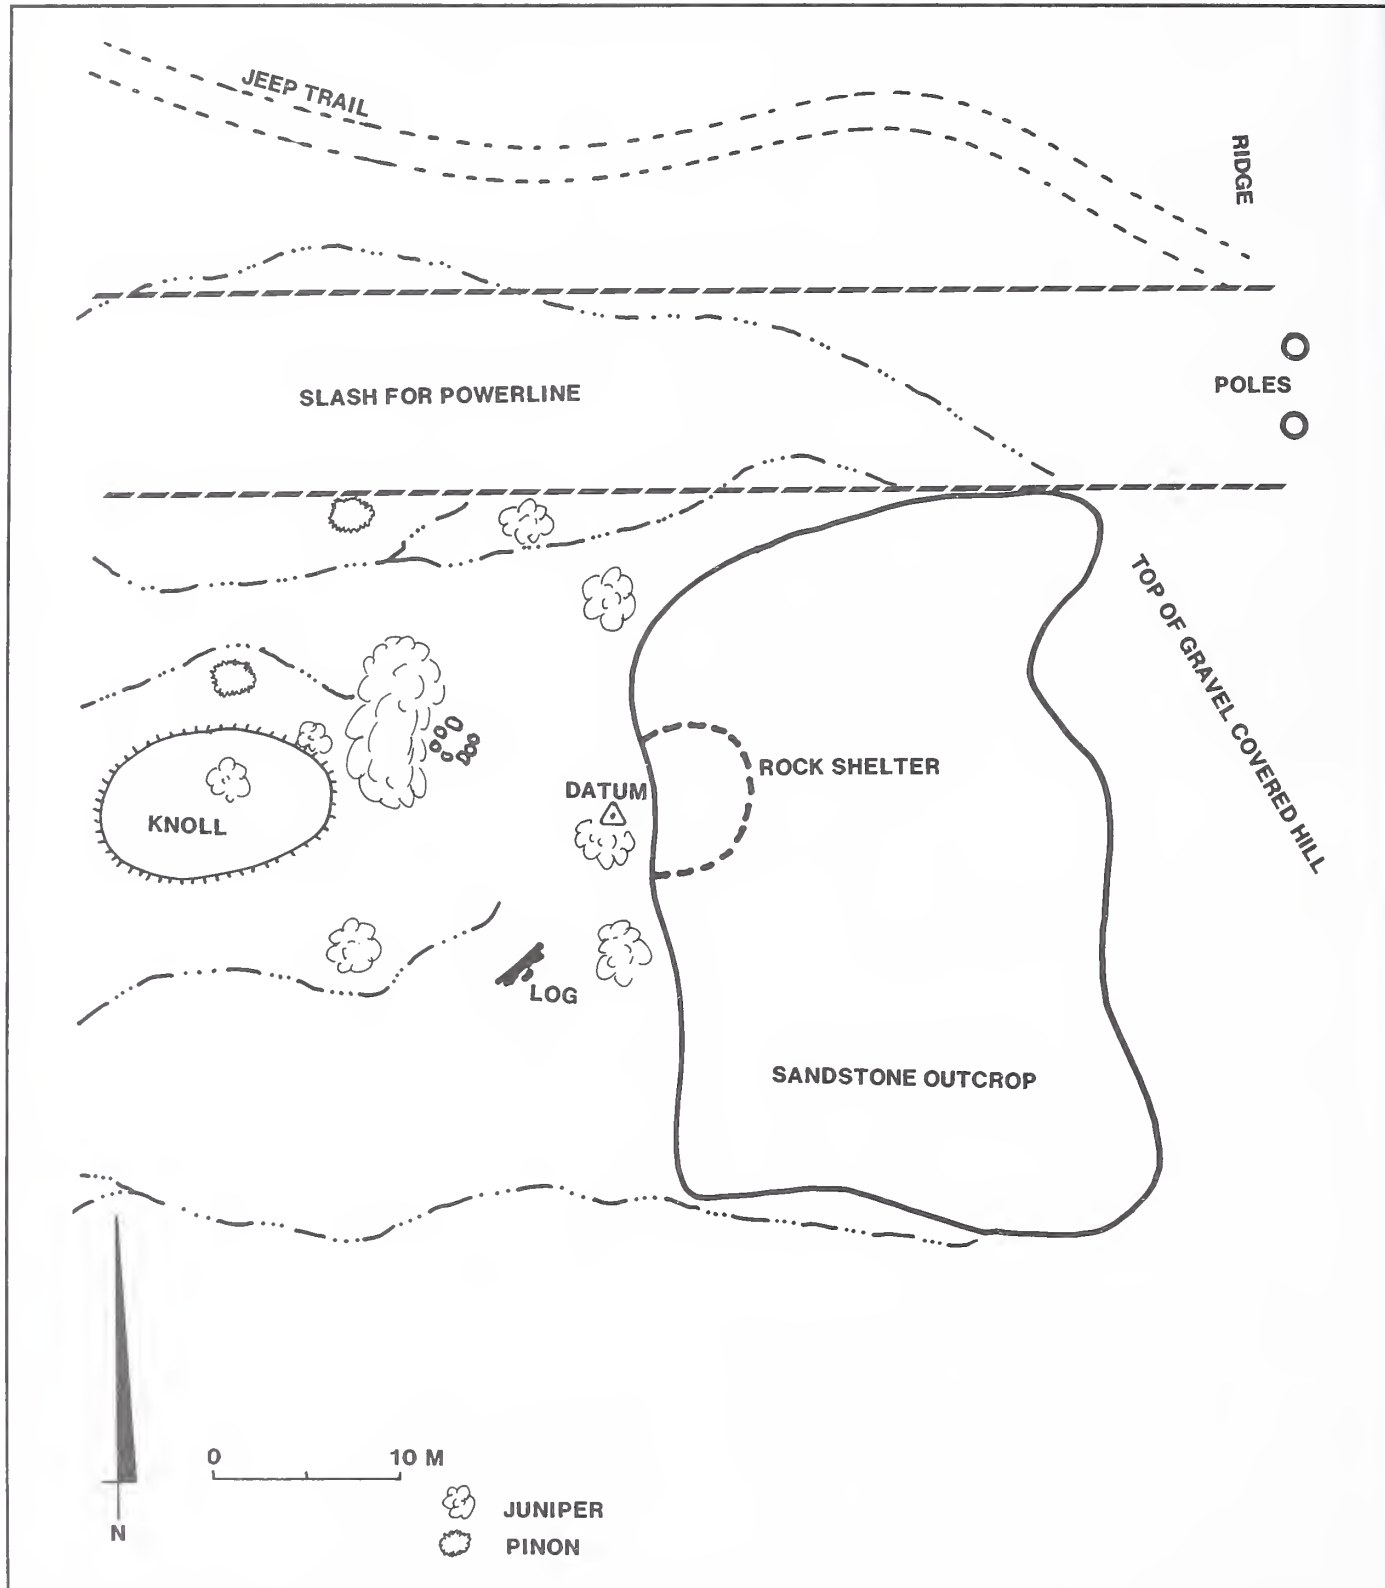 JEEP TRAIL
RIDGE
SLASH FOR POWERLINE
POLES
TOP OF GRAVEL COVERED HILL
ROCK SHELTER
DATUM
KNOLL
LOG
SANDSTONE OUTCROP
0 10 M
JUNIPER
PINON
N